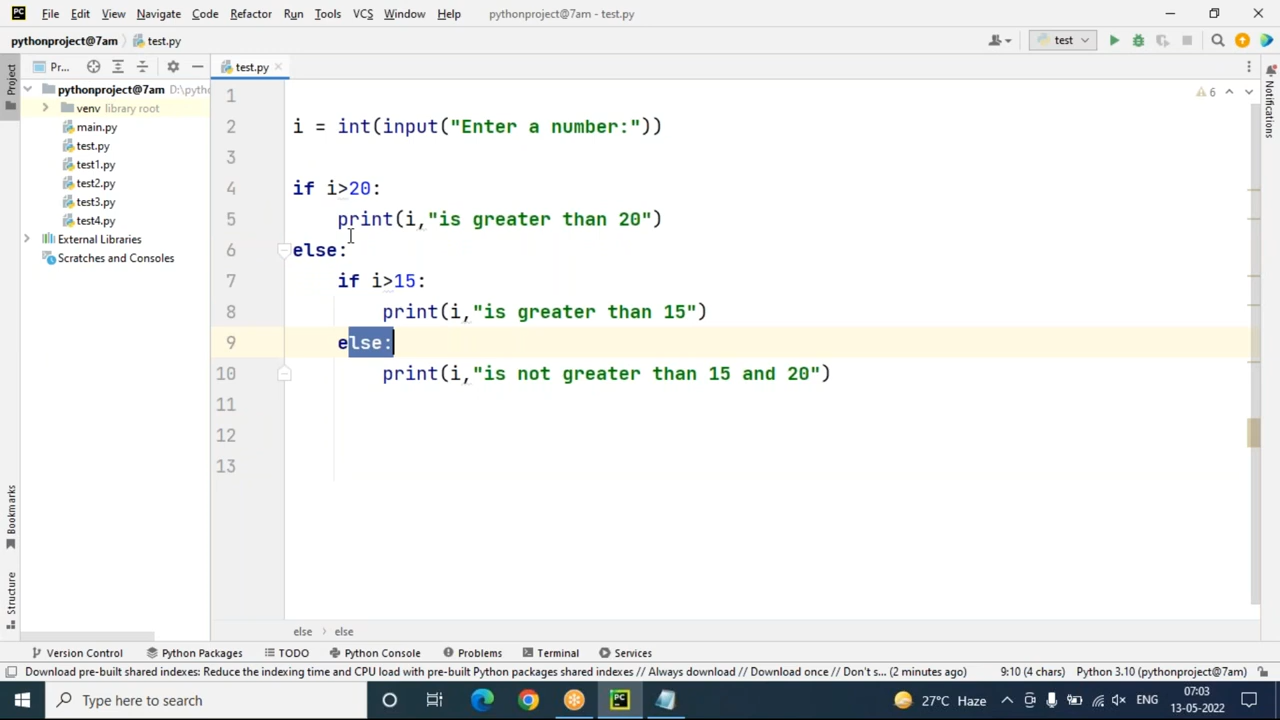 PC File Edit View Navigate Code Refactor Run Tools VCS Window Help pythonproject@7am - test.py
pythonproject@7am test.py test
Project Pr... test.py
pythonproject@7am D:\pytho
venv library root
main.py
test.py
test1.py
test2.py
test3.py
test4.py
External Libraries
Scratches and Consoles
1
2 i = int(input("Enter a number:"))
3
4 if i>20:
5 print(i,"is greater than 20")
6 else:
7 if i>15:
8 print(i,"is greater than 15")
9 else:
10 print(i,"is not greater than 15 and 20")
11
12
13
6
Notifications
Bookmarks
Structure
else › else
Version Control Python Packages TODO Python Console Problems Terminal Services
Download pre-built shared indexes: Reduce the indexing time and CPU load with pre-built Python packages shared indexes // Always download // Download once // Don't s... (2 minutes ago) 9:10 (4 chars) Python 3.10 (pythonproject@7am)
Type here to search PC 27°C Haze ENG 07:03
13-05-2022